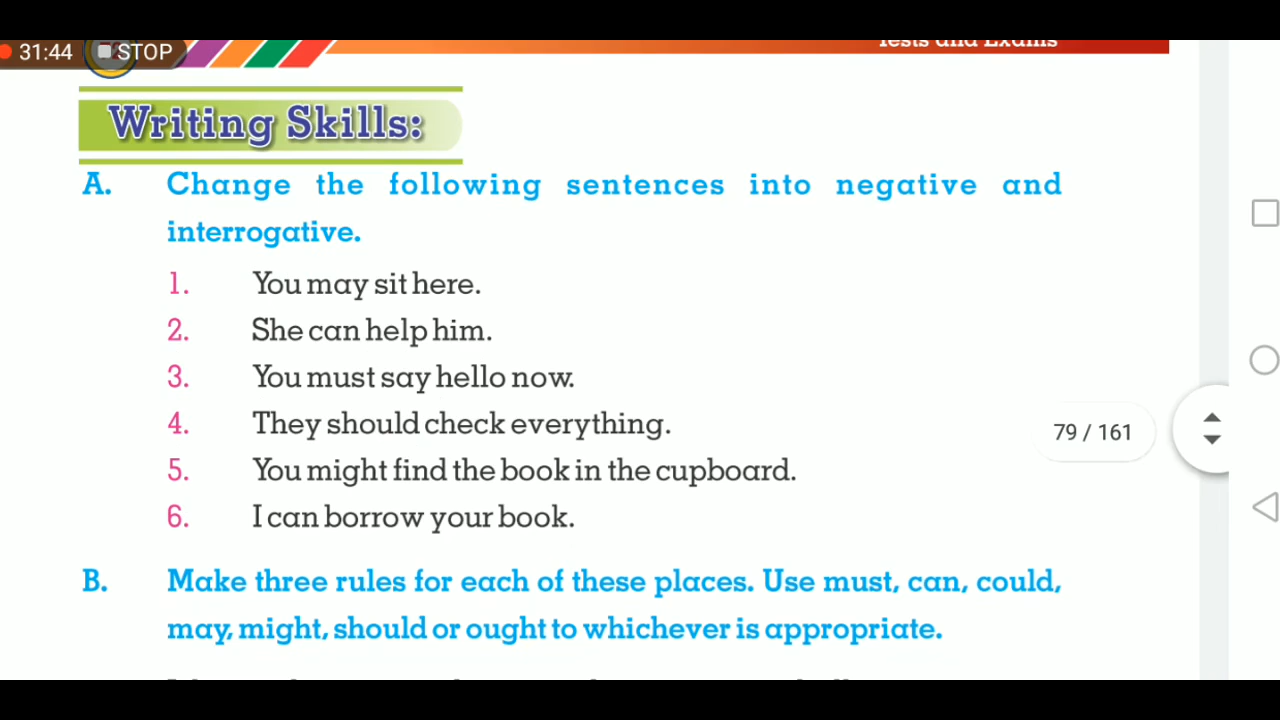 31:44 STOP
Tests and Exams
Writing Skills:
A. Change the following sentences into negative and
interrogative.
1. You may sit here.
2. She can help him.
3. You must say hello now.
4. They should check everything.
5. You might find the book in the cupboard.
6. I can borrow your book.
79 / 161
B. Make three rules for each of these places. Use must, can, could,
may, might, should or ought to whichever is appropriate.